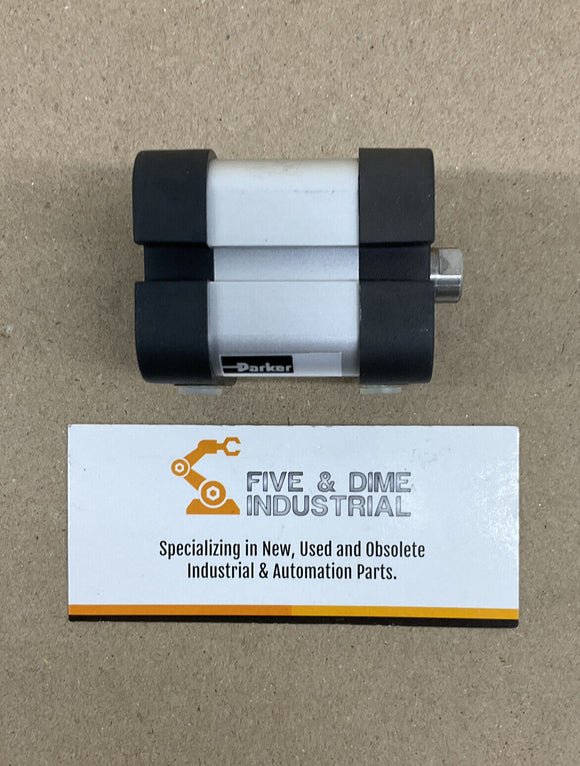 Parker
FIVE & DIME
INDUSTRIAL
Specializing in New, Used and Obsolete
Industrial & Automation Parts.